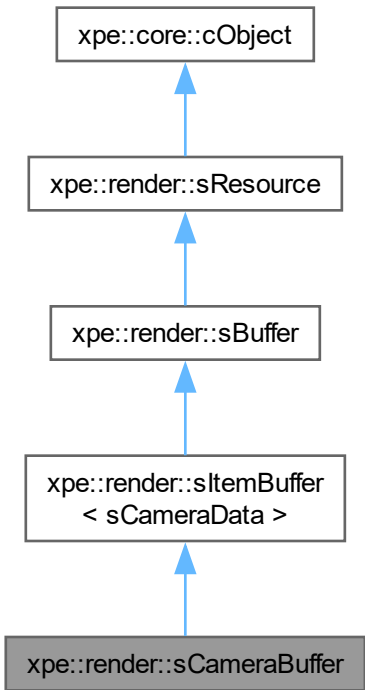 xpe::core::cObject
xpe::render::sResource
xpe::render::sBuffer
xpe::render::sItemBuffer
< sCameraData >
xpe::render::sCameraBuffer